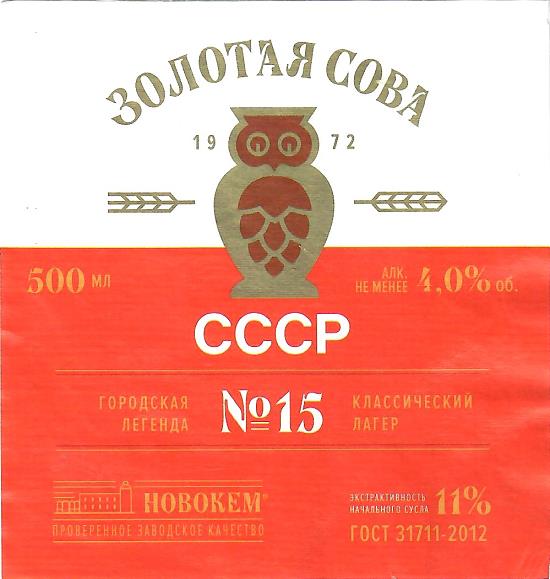 ЗОЛОТАЯ СОВА
19 72
500 МЛ
АЛК. НЕ МЕНЕЕ 4,0% ОБ.
СССР
ГОРОДСКАЯ ЛЕГЕНДА
№15
КЛАССИЧЕСКИЙ ЛАГЕР
НОВОКЕМ®
ПРОВЕРЕННОЕ ЗАВОДСКОЕ КАЧЕСТВО
ЭКСТРАКТИВНОСТЬ НАЧАЛЬНОГО СУСЛА 11%
ГОСТ 31711-2012